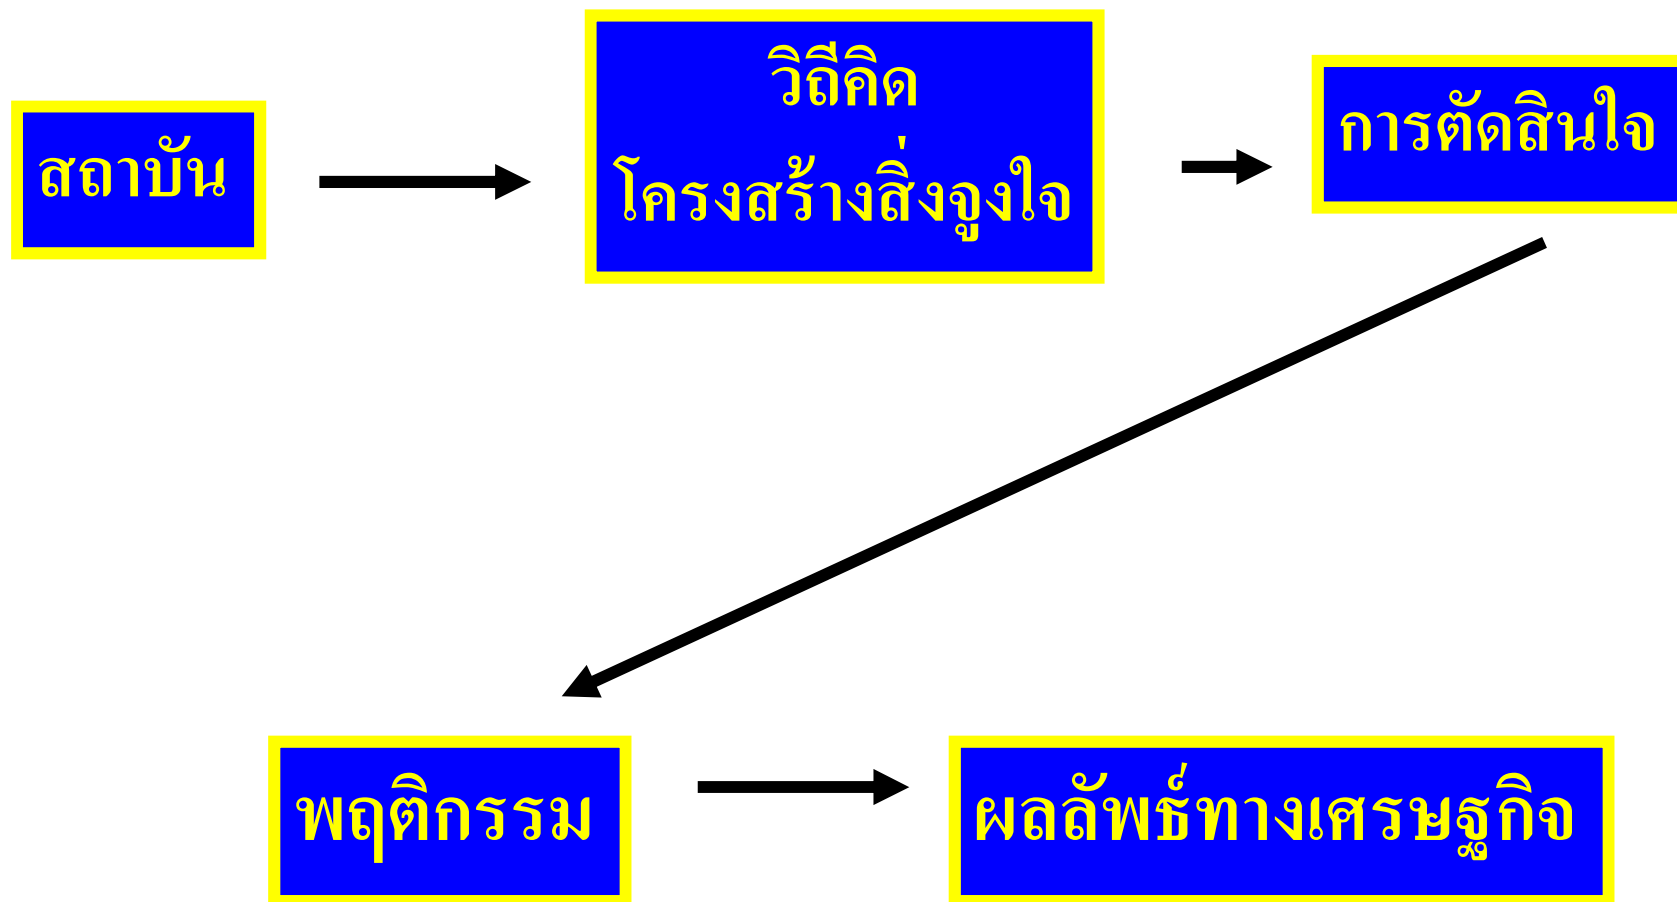 สถาบัน
วิถีคิด
โครงสร้างสิ่งจูงใจ
การตัดสินใจ
พฤติกรรม
ผลลัพธ์ทางเศรษฐกิจ